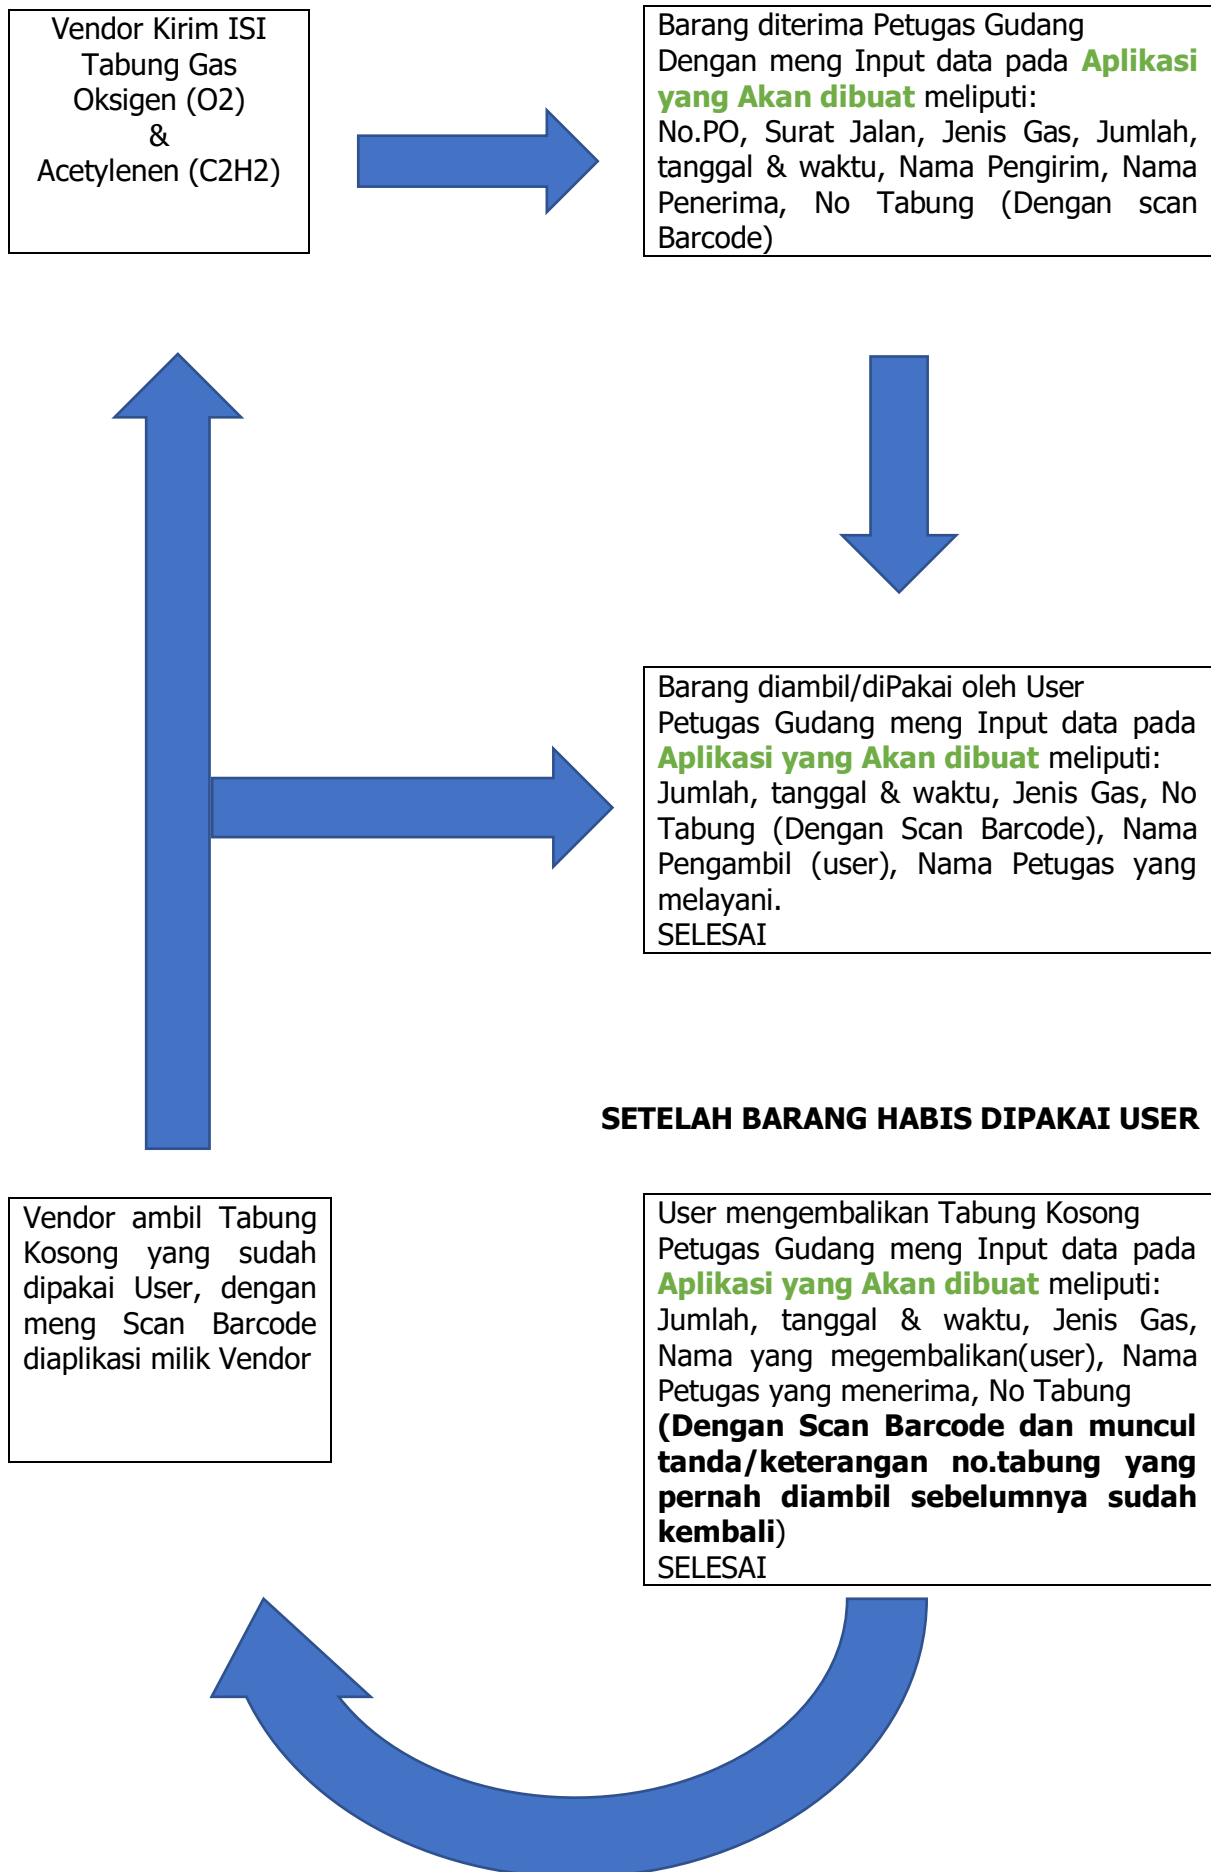 Vendor Kirim ISI
Tabung Gas
Oksigen (O2)
&
Acetylenen (C2H2)
Barang diterima Petugas Gudang
Dengan meng Input data pada Aplikasi
yang Akan dibuat meliputi:
No.PO, Surat Jalan, Jenis Gas, Jumlah,
tanggal & waktu, Nama Pengirim, Nama
Penerima, No Tabung (Dengan scan
Barcode)
Barang diambil/diPakai oleh User
Petugas Gudang meng Input data pada
Aplikasi yang Akan dibuat meliputi:
Jumlah, tanggal & waktu, Jenis Gas, No
Tabung (Dengan Scan Barcode), Nama
Pengambil (user), Nama Petugas yang
melayani.
SELESAI
SETELAH BARANG HABIS DIPAKAI USER
Vendor ambil Tabung
Kosong yang sudah
dipakai User, dengan
meng Scan Barcode
diaplikasi milik Vendor
User mengembalikan Tabung Kosong
Petugas Gudang meng Input data pada
Aplikasi yang Akan dibuat meliputi:
Jumlah, tanggal & waktu, Jenis Gas,
Nama yang megembalikan(user), Nama
Petugas yang menerima, No Tabung
(Dengan Scan Barcode dan muncul
tanda/keterangan no.tabung yang
pernah diambil sebelumnya sudah
kembali)
SELESAI